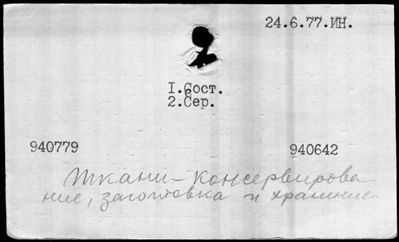 24.6.77.ИН.
I.Сост.
2.Сер.
940779 940642
Ткани - консервирова
ние, заготовка и хранение